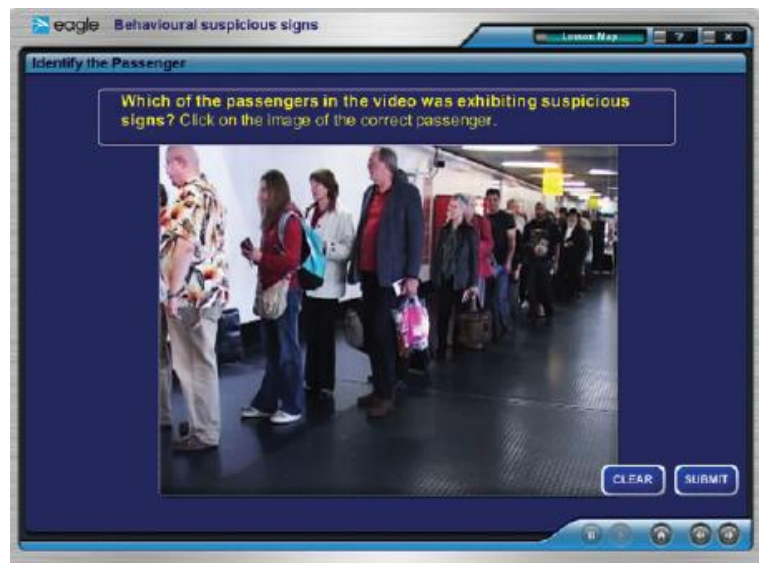 eagle Behavioural suspicious signs
Lesson Map ? X
Identify the Passenger
Which of the passengers in the video was exhibiting suspicious
signs? Click on the image of the correct passenger.
CLEAR SUBMIT